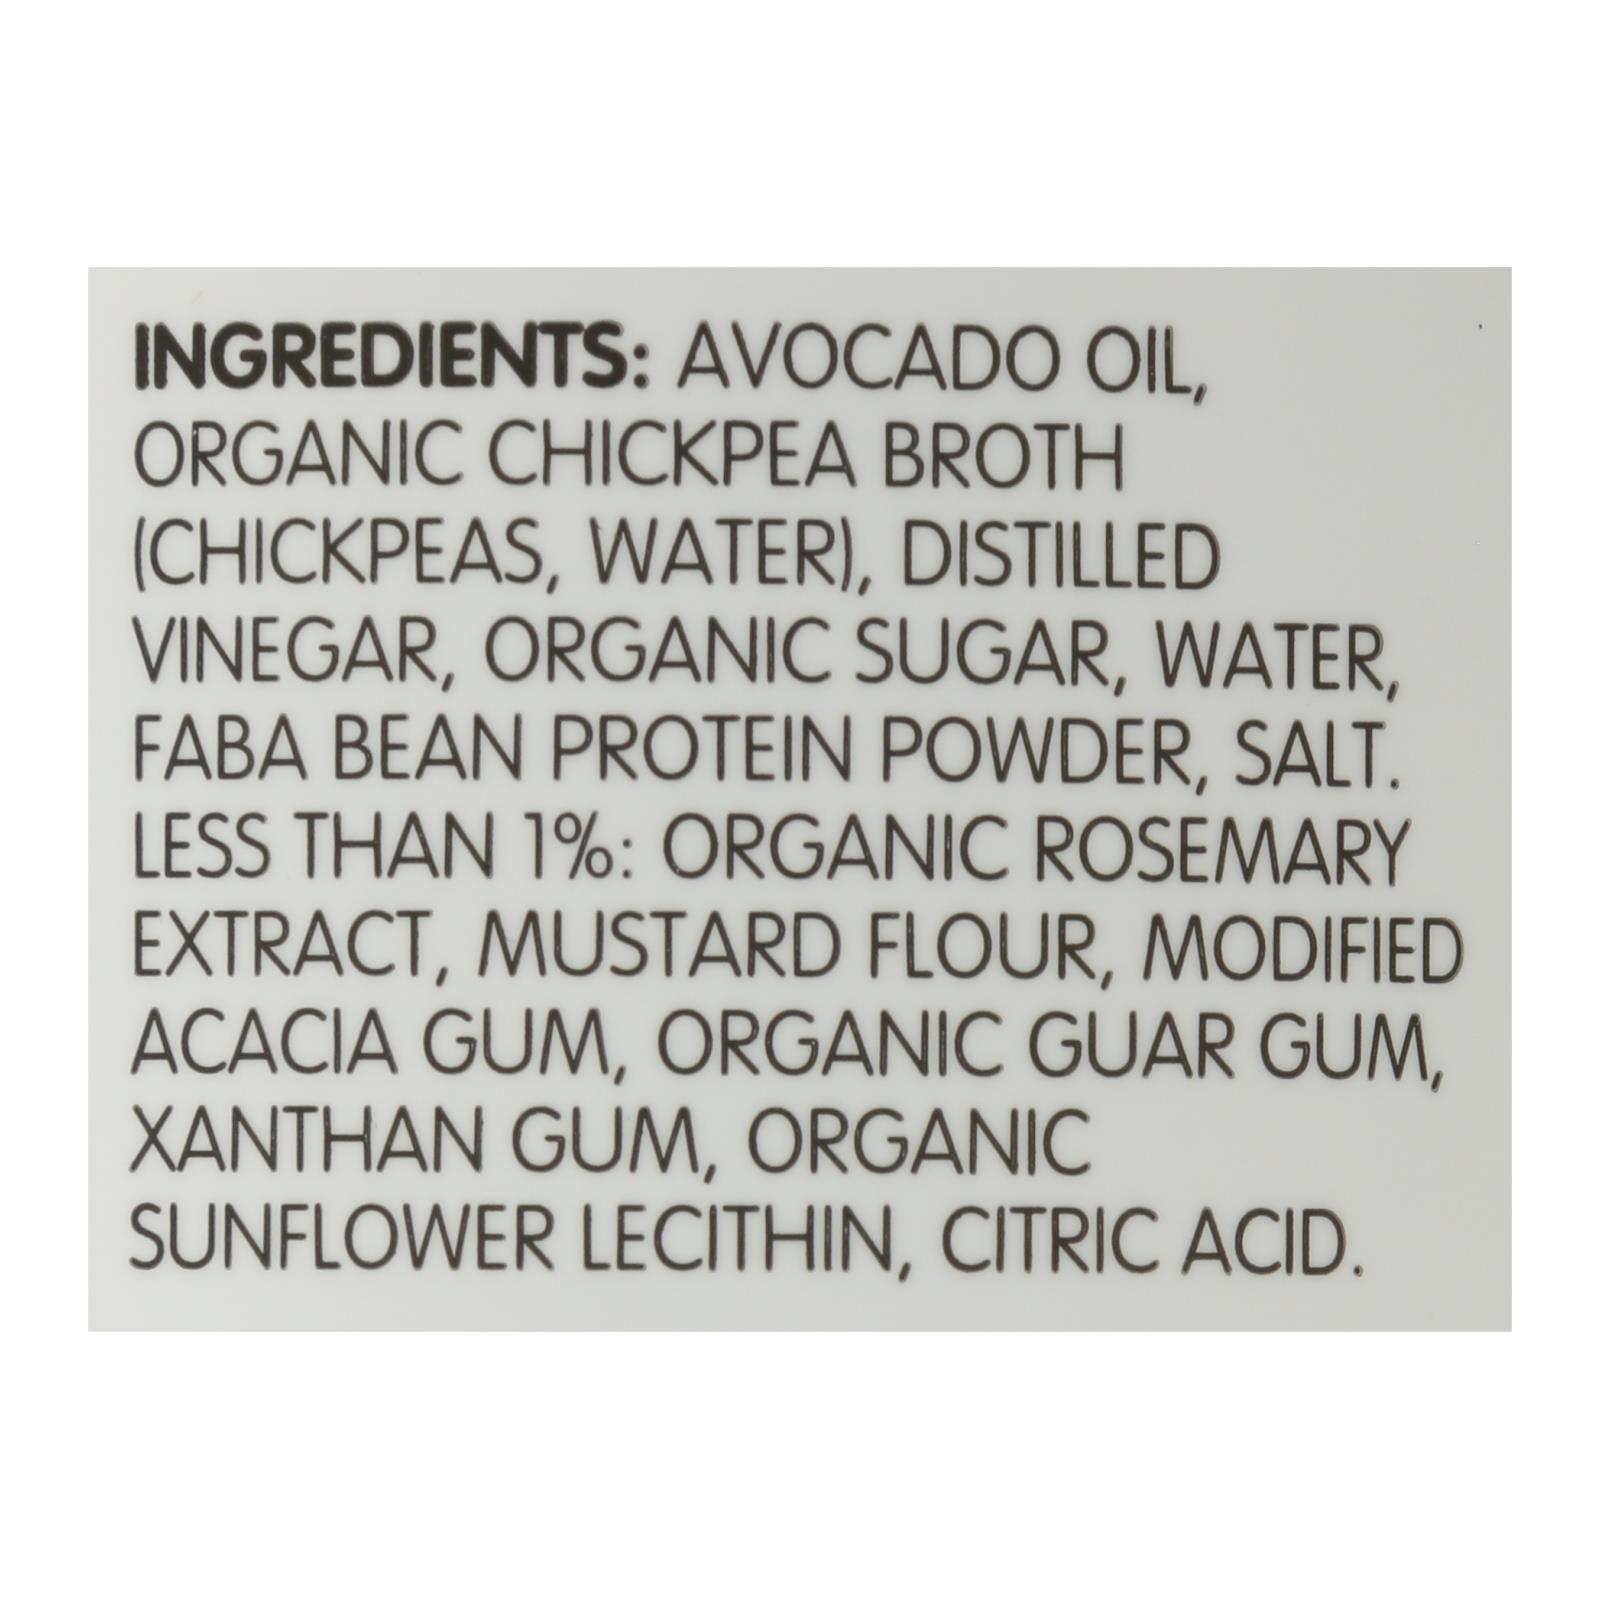 INGREDIENTS: AVOCADO OIL,
ORGANIC CHICKPEA BROTH
(CHICKPEAS, WATER), DISTILLED
VINEGAR, ORGANIC SUGAR, WATER,
FABA BEAN PROTEIN POWDER, SALT.
LESS THAN 1%: ORGANIC ROSEMARY
EXTRACT, MUSTARD FLOUR, MODIFIED
ACACIA GUM, ORGANIC GUAR GUM,
XANTHAN GUM, ORGANIC
SUNFLOWER LECITHIN, CITRIC ACID.